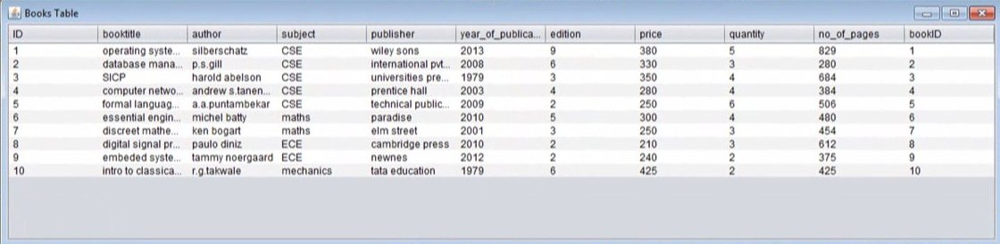 Books Table
ID booktitle author subject publisher year_of_publica... edition price quantity no_of_pages bookID
1 operating syste... silberschatz CSE wiley sons 2013 9 380 5 829 1
2 database mana... p.s.gill CSE international pvt... 2008 6 330 3 280 2
3 SICP harold abelson CSE universities pre... 1979 3 350 4 684 3
4 computer netwo... andrew s.tanen... CSE prentice hall 2003 4 280 4 384 4
5 formal languag... a.a.puntambekar CSE technical public... 2009 2 250 6 506 5
6 essential engin... michel batty maths paradise 2010 5 300 4 480 6
7 discreet mathe... ken bogart maths elm street 2001 3 250 3 454 7
8 digital signal pr... paulo diniz ECE cambridge press 2010 2 210 3 612 8
9 embeded syste... tammy noergaard ECE newnes 2012 2 240 2 375 9
10 intro to classica... r.g.takwale mechanics tata education 1979 6 425 2 425 10